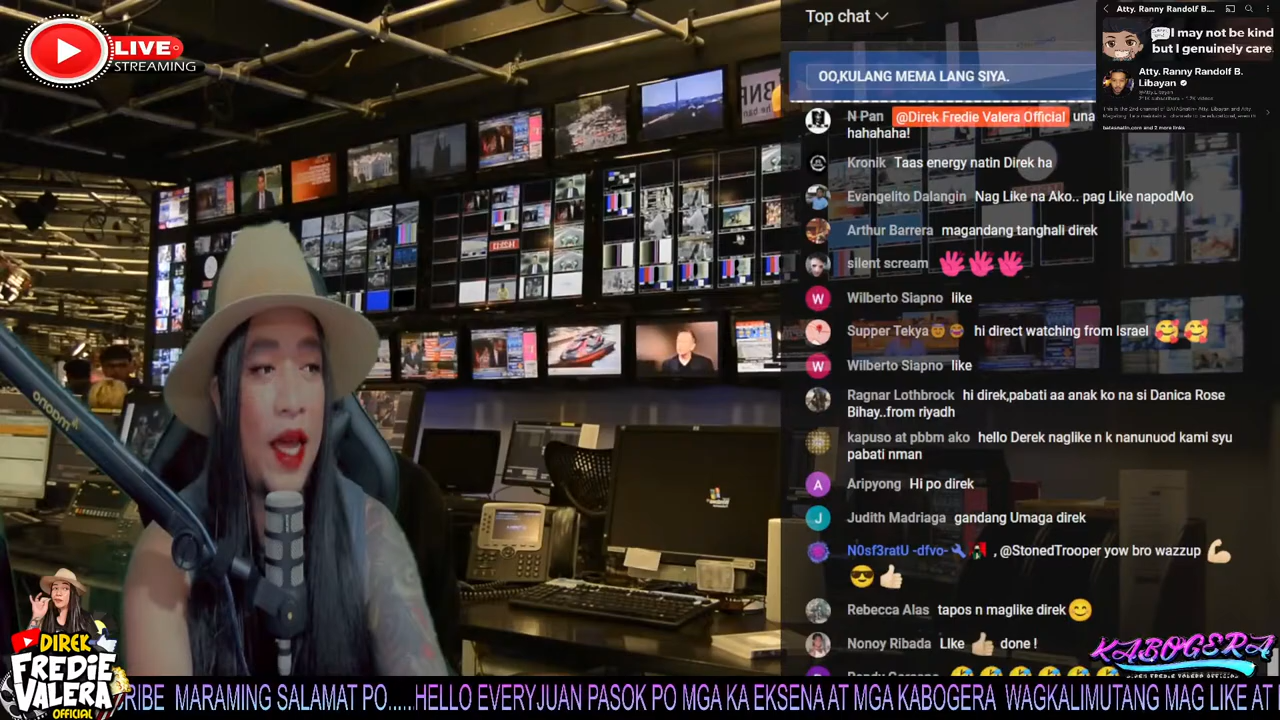 LIVE
STREAMING
Top chat
OO,KULANG MEMA LANG SIYA.
N Pan @Direk Fredie Valera Official una
hahahaha!
Kronik Taas energy natin Direk ha
Evangelito Dalangin Nag Like na Ako.. pag Like napodMo
Arthur Barrera magandang tanghali direk
silent scream 👋👋👋
W Wilberto Siapno like
Supper Tekya hi direct watching from Israel 🥰🥰
W Wilberto Siapno like
Ragnar Lothbrock hi direk,pabati aa anak ko na si Danica Rose
Bihay..from riyadh
kapuso at pbbm ako hello Derek naglike n k nanunuod kami syu
pabati nman
A Aripyong Hi po direk
J Judith Madriaga gandang Umaga direk
N0sf3ratU -dfvo- , @StonedTrooper yow bro wazzup 💪
😎👍
Rebecca Alas tapos n maglike direk😊
Nonoy Ribada LIke 👍 done !
Atty. Ranny Randolf B....
I may not be kind
but I genuinely care.
Atty. Ranny Randolf B.
Libayan
batasnatin.com and 2 more links
maono
DIREK
FREDIE
VALERA
OFFICIAL
KABOGERA
RIBE MARAMING SALAMAT PO.....HELLO EVERYJUAN PASOK PO MGA KA EKSENA AT MGA KABOGERA WAGKALIMUTANG MAG LIKE AT